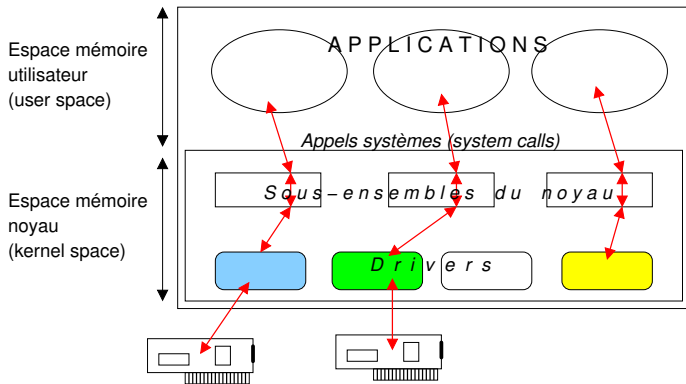 APPLICATIONS
Espace mémoire
utilisateur
(user space)
Appels systèmes (system calls)
Sous-ensembles du noyau
Espace mémoire
noyau
(kernel space)
Drivers